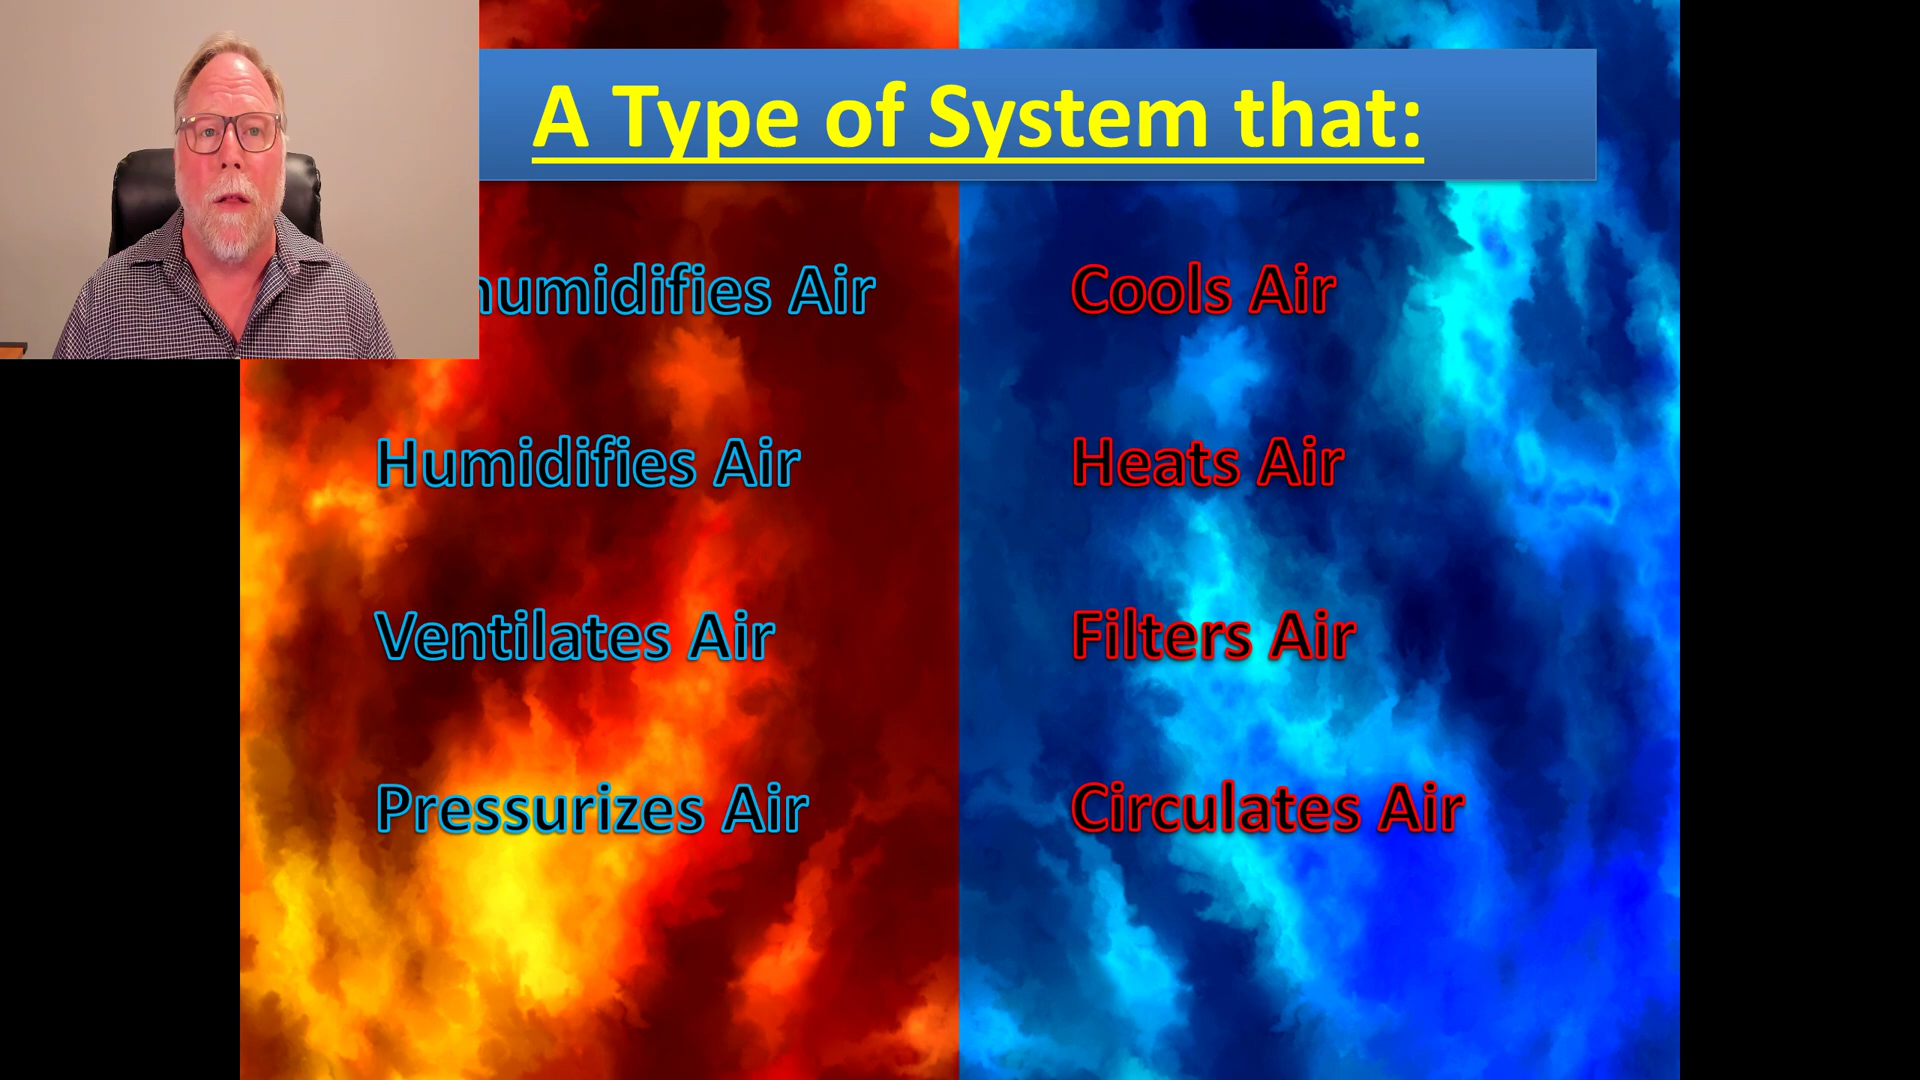 A Type of System that:
humidifies Air
Cools Air
Humidifies Air
Heats Air
Ventilates Air
Filters Air
Pressurizes Air
Circulates Air